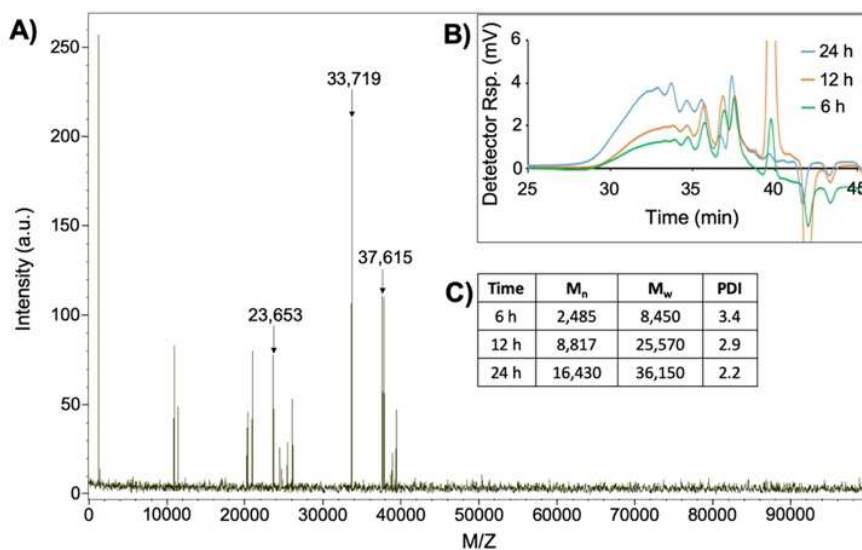 A)
250
200
150
100
50
0
Intensity (a.u.)
33,719
37,615
23,653
0 10000 20000 30000 40000 50000 60000 70000 80000 90000
M/Z
B)
6
4
2
0
Detetector Rsp. (mV)
24 h
12 h
6 h
25 30 35 40 45
Time (min)
C)
Time Mn Mw PDI
6 h 2,485 8,450 3.4
12 h 8,817 25,570 2.9
24 h 16,430 36,150 2.2